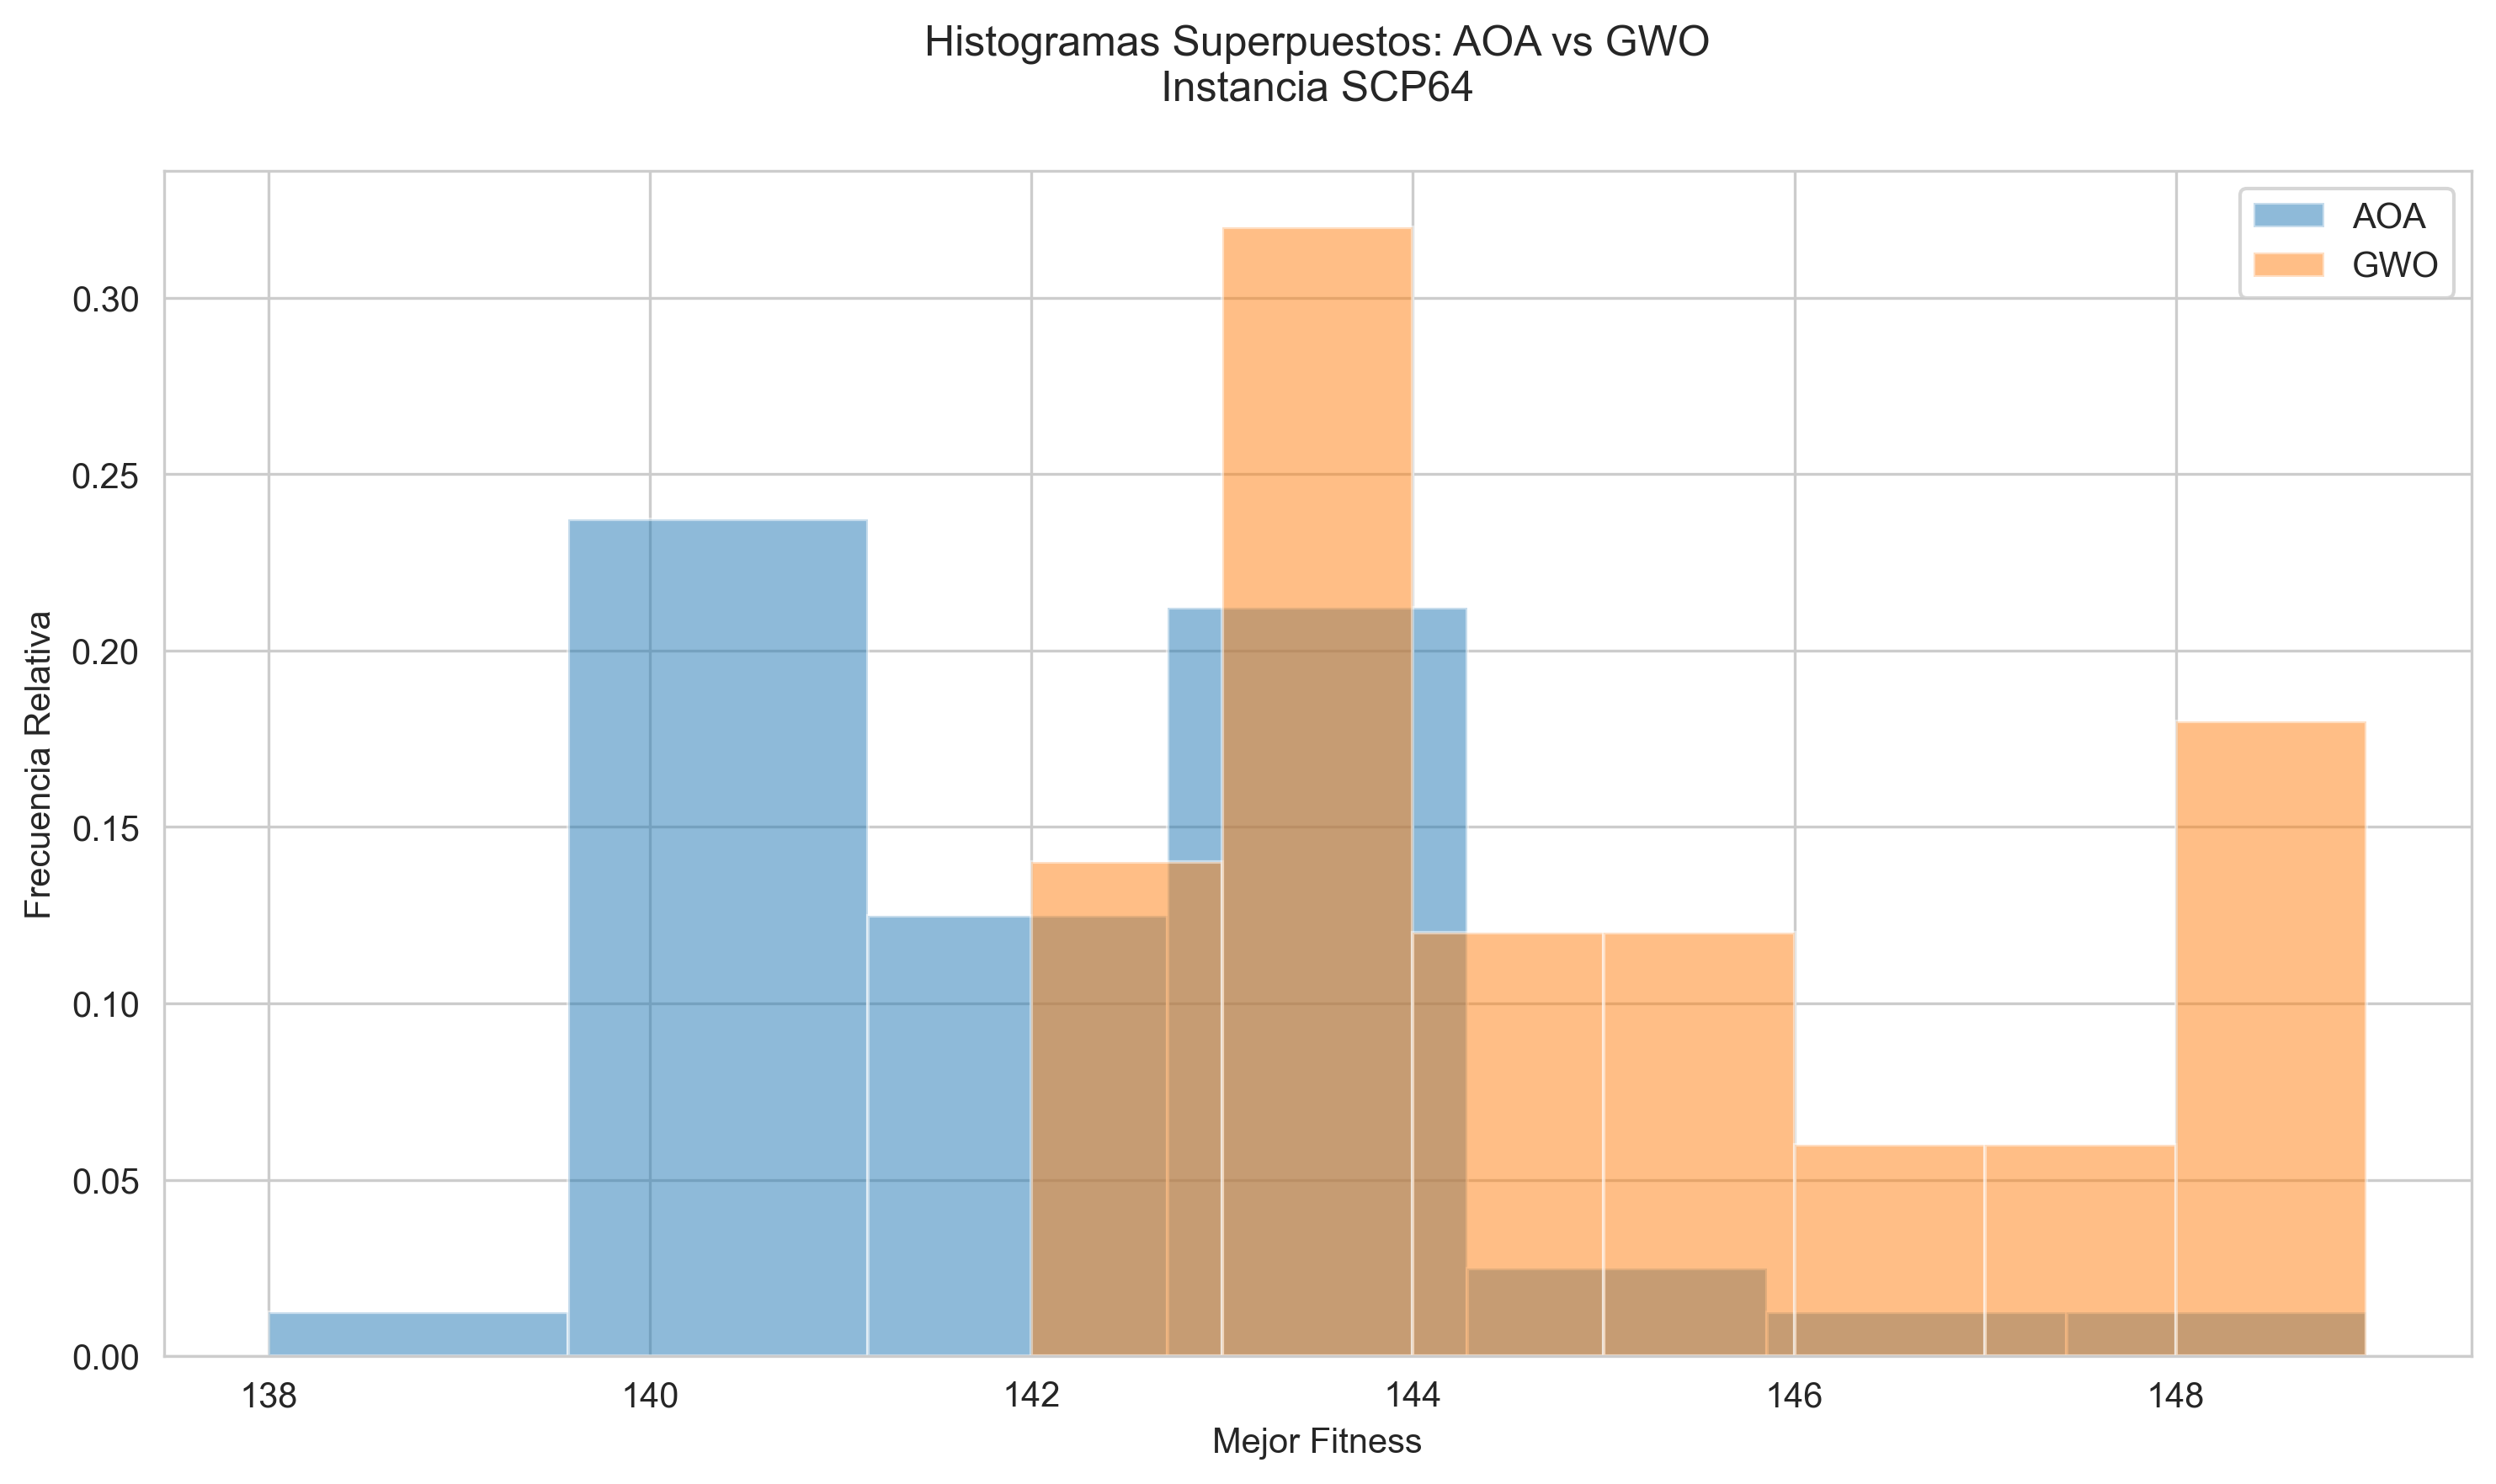 Histogramas Superpuestos: AOA vs GWO
Instancia SCP64
AOA
GWO
Frecuencia Relativa
0.30
0.25
0.20
0.15
0.10
0.05
0.00
138 140 142 144 146 148
Mejor Fitness